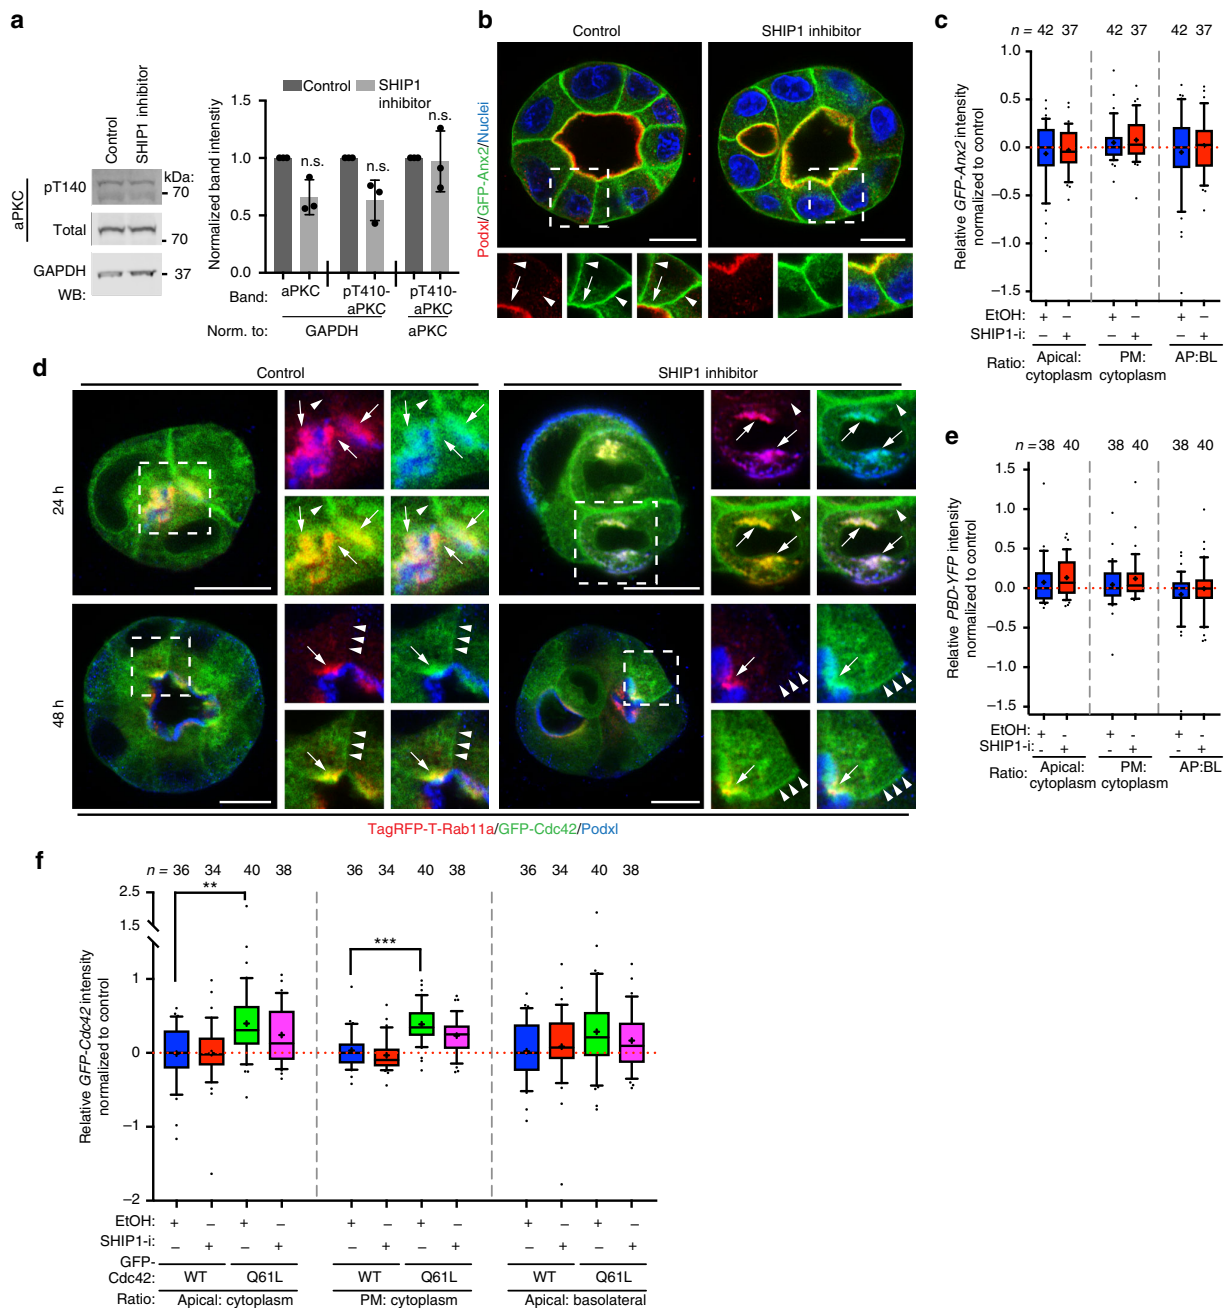 a
Control
SHIP1 inhibitor
kDa:
aPKC
pT140
70
Total
70
GAPDH
37
WB:
Control
SHIP1 inhibitor
Normalized band intensity
1.5
1.0
0.5
0.0
n.s.
n.s.
n.s.
Band:
aPKC
pT410-aPKC
pT410-aPKC
Norm. to:
GAPDH
aPKC
b
Control
SHIP1 inhibitor
Podxl/GFP-Anx2/Nuclei
c
n = 42 37 42 37 42 37
Relative GFP-Anx2 intensity normalized to control
1.0
0.5
0.0
−0.5
−1.0
−1.5
EtOH: + − + − + −
SHIP1-i: − + − + − +
Ratio: Apical: cytoplasm PM: cytoplasm AP:BL
d
Control
SHIP1 inhibitor
24 h
48 h
TagRFP-T-Rab11a/GFP-Cdc42/Podxl
e
n = 38 40 38 40 38 40
Relative PBD-YFP intensity normalized to control
1.5
1.0
0.5
0.0
−0.5
−1.0
−1.5
EtOH: + − + − + −
SHIP1-i: − + − + − +
Ratio: Apical: cytoplasm PM: cytoplasm AP:BL
f
n = 36 34 40 38 36 34 40 38 36 34 40 38
Relative GFP-Cdc42 intensity normalized to control
2.5
1.5
1
0
−1
−2
**
***
EtOH: + − + − + − + − + − + −
SHIP1-i: − + − + − + − + − + − +
GFP-Cdc42: WT Q61L WT Q61L WT Q61L
Ratio: Apical: cytoplasm PM: cytoplasm Apical: basolateral